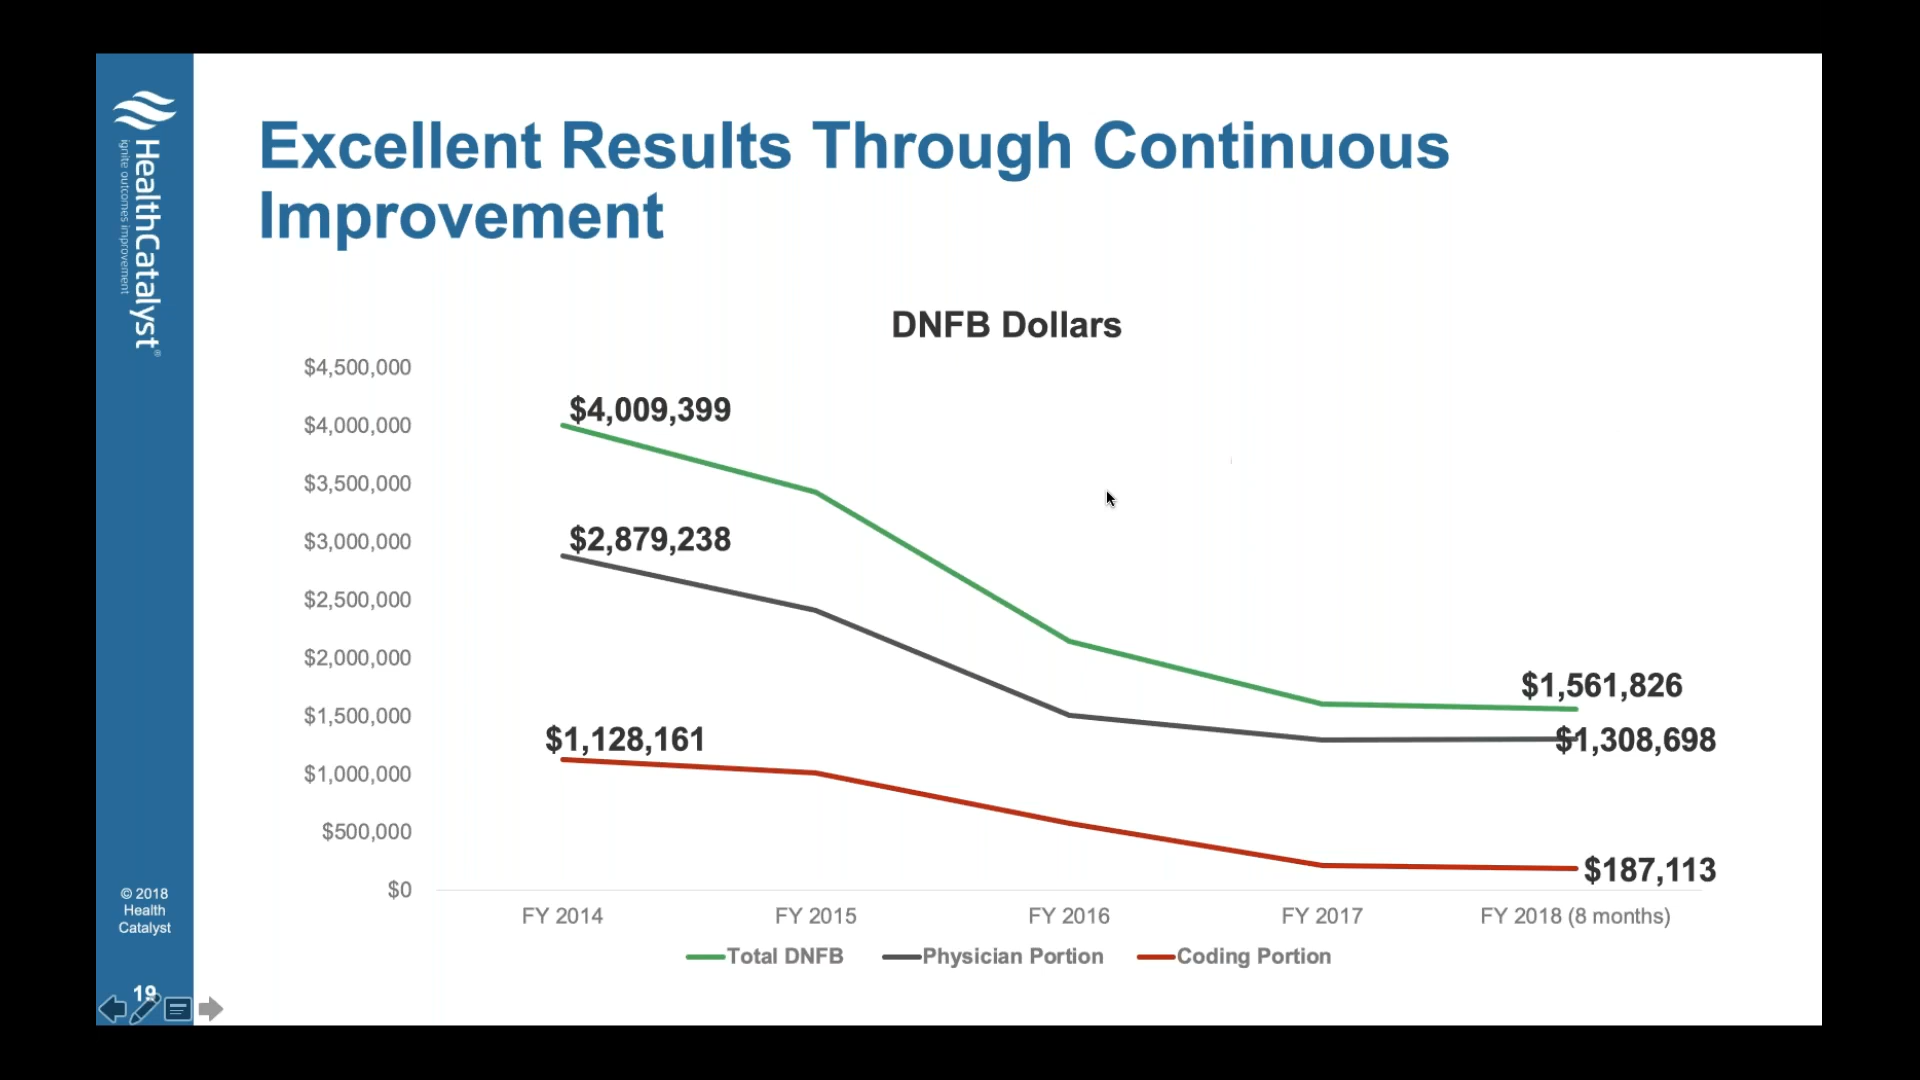 HealthCatalyst®
ignite outcomes improvement
Excellent Results Through Continuous
Improvement
DNFB Dollars
$4,500,000
$4,000,000
$3,500,000
$3,000,000
$2,500,000
$2,000,000
$1,500,000
$1,000,000
$500,000
$0
$4,009,399
$2,879,238
$1,128,161
$1,561,826
$1,308,698
$187,113
FY 2014
FY 2015
FY 2016
FY 2017
FY 2018 (8 months)
Total DNFB
Physician Portion
Coding Portion
© 2018
Health
Catalyst
19